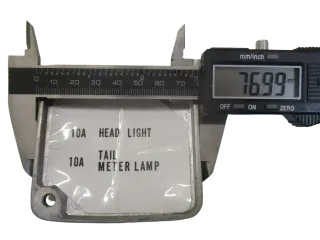 mm/inch
76.99
OFF ON ZERO
0 10 20 30 40 50 60 70
10A HEAD LIGHT
10A TAIL
METER LAMP